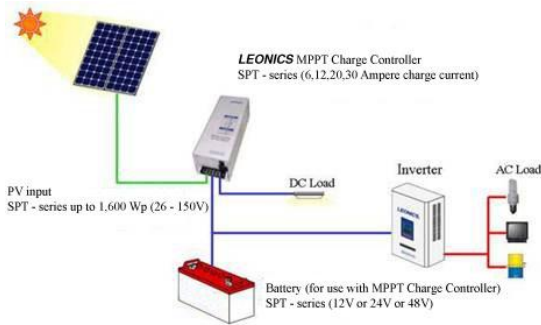 LEONICS MPPT Charge Controller
SPT - series (6,12,20,30 Ampere charge current)
PV input
SPT - series up to 1,600 Wp (26 - 150V)
DC Load
Inverter
AC Load
LEONICS
Battery (for use with MPPT Charge Controller)
SPT - series (12V or 24V or 48V)